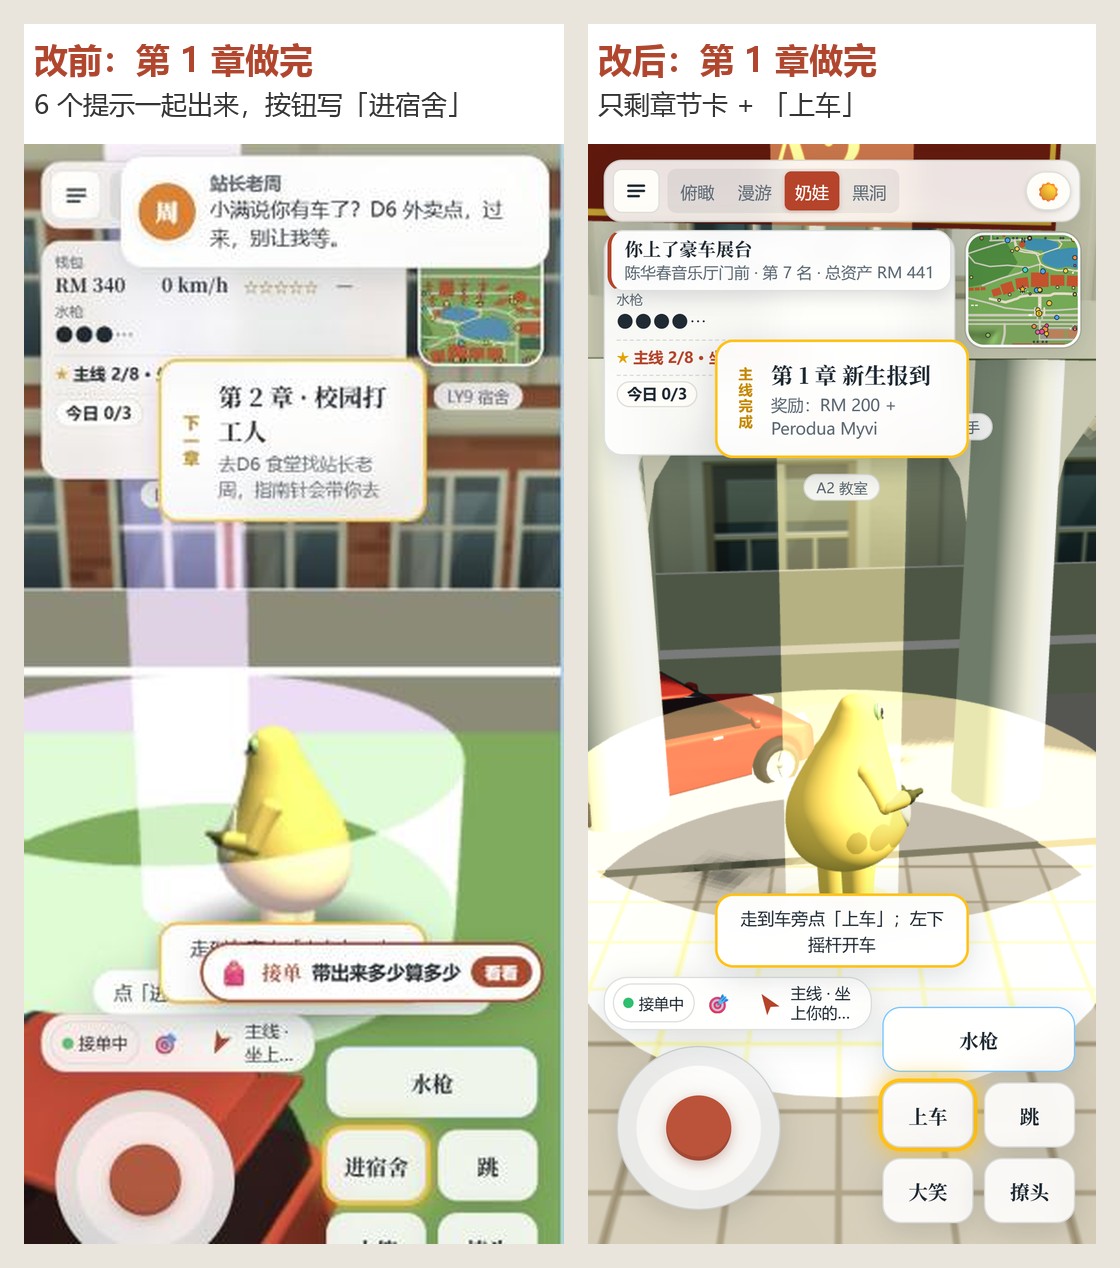 改前：第 1 章做完
6 个提示一起出来，按钮写「进宿舍」
周
站长老周
小满说你有车了？D6 外卖点，过
来，别让我等。
钱包
RM 340
0 km/h
☆☆☆☆☆
—
水枪
●●●···
★ 主线 2/8 ·
今日 0/3
LY9 宿舍
下一章
第 2 章 · 校园打
工人
去D6 食堂找站长老
周，指南针会带你去
接单 带出来多少算多少 看看
点「进
接单中
主线 ·
坐上...
水枪
进宿舍
跳
改后：第 1 章做完
只剩章节卡 + 「上车」
俯瞰
漫游
奶娃
黑洞
你上了豪车展台
陈华春音乐厅门前 · 第 7 名 · 总资产 RM 441
水枪
●●●●···
★ 主线 2/8 ·
今日 0/3
主线完成
第 1 章 新生报到
奖励：RM 200 +
Perodua Myvi
手
A2 教室
走到车旁点「上车」；左下
摇杆开车
接单中
主线 · 坐
上你的...
水枪
上车
跳
大笑
撩头